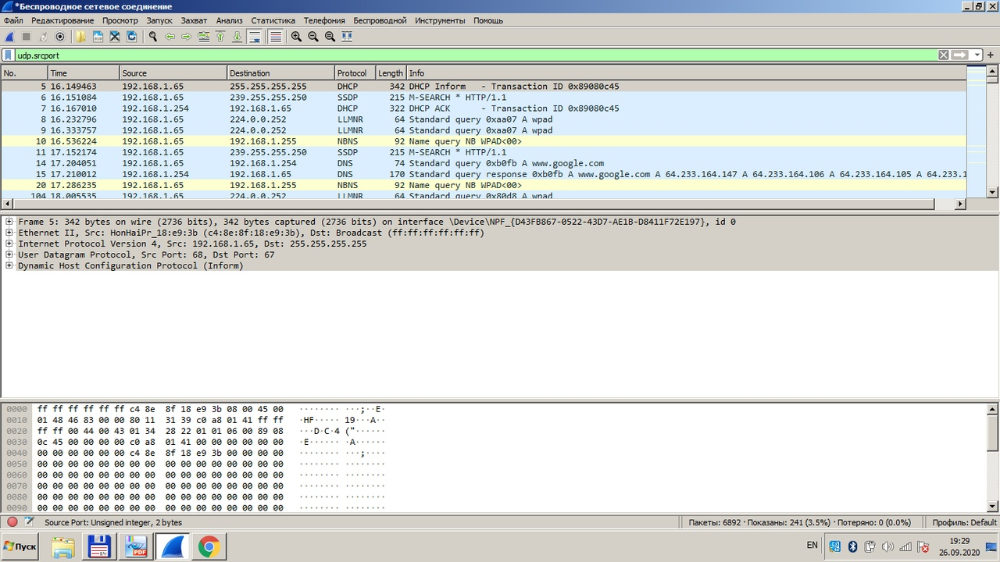 *Беспроводное сетевое соединение
Файл Редактирование Просмотр Запуск Захват Анализ Статистика Телефония Беспроводной Инструменты Помощь
udp.srcport
No. Time Source Destination Protocol Length Info
5 16.149463 192.168.1.65 255.255.255.255 DHCP 342 DHCP Inform - Transaction ID 0x89080c45
6 16.151084 192.168.1.65 239.255.255.250 SSDP 215 M-SEARCH * HTTP/1.1
7 16.167010 192.168.1.254 192.168.1.65 DHCP 322 DHCP ACK - Transaction ID 0x89080c45
8 16.232796 192.168.1.65 224.0.0.252 LLMNR 64 Standard query 0xaa07 A wpad
9 16.333757 192.168.1.65 224.0.0.252 LLMNR 64 Standard query 0xaa07 A wpad
10 16.536224 192.168.1.65 192.168.1.255 NBNS 92 Name query NB WPAD<00>
11 17.152174 192.168.1.65 239.255.255.250 SSDP 215 M-SEARCH * HTTP/1.1
14 17.204051 192.168.1.65 192.168.1.254 DNS 74 Standard query 0xb0fb A www.google.com
15 17.210012 192.168.1.254 192.168.1.65 DNS 170 Standard query response 0xb0fb A www.google.com A 64.233.164.147 A 64.233.164.106 A 64.233.164.105 A 64.233.1
20 17.286235 192.168.1.65 192.168.1.255 NBNS 92 Name query NB WPAD<00>
104 18.005535 192.168.1.65 224.0.0.252 LLMNR 64 Standard query 0x80d8 A wpad
Frame 5: 342 bytes on wire (2736 bits), 342 bytes captured (2736 bits) on interface \Device\NPF_{D43FB867-0522-43D7-AE1B-D8411F72E197}, id 0
Ethernet II, Src: HonHaiPr_18:e9:3b (c4:8e:8f:18:e9:3b), Dst: Broadcast (ff:ff:ff:ff:ff:ff)
Internet Protocol Version 4, Src: 192.168.1.65, Dst: 255.255.255.255
User Datagram Protocol, Src Port: 68, Dst Port: 67
Dynamic Host Configuration Protocol (Inform)
0000 ff ff ff ff ff ff c4 8e 8f 18 e9 3b 08 00 45 00 ········ ···;··E·
0010 01 48 46 83 00 00 80 11 31 39 c0 a8 01 41 ff ff ·HF····· 19···A··
0020 ff ff 00 44 00 43 01 34 28 22 01 01 06 00 89 08 ···D·C·4 ("······
0030 0c 45 00 00 00 00 c0 a8 01 41 00 00 00 00 00 00 ·E······ ·A······
0040 00 00 00 00 00 00 c4 8e 8f 18 e9 3b 00 00 00 00 ········ ···;····
0050 00 00 00 00 00 00 00 00 00 00 00 00 00 00 00 00 ········ ········
0060 00 00 00 00 00 00 00 00 00 00 00 00 00 00 00 00 ········ ········
0070 00 00 00 00 00 00 00 00 00 00 00 00 00 00 00 00 ········ ········
0080 00 00 00 00 00 00 00 00 00 00 00 00 00 00 00 00 ········ ········
0090 00 00 00 00 00 00 00 00 00 00 00 00 00 00 00 00 ········ ········
Source Port: Unsigned integer, 2 bytes Пакеты: 6892 · Показаны: 241 (3.5%) · Потеряно: 0 (0.0%) Профиль: Default
Пуск 64 PDF EN 19:29
26.09.2020